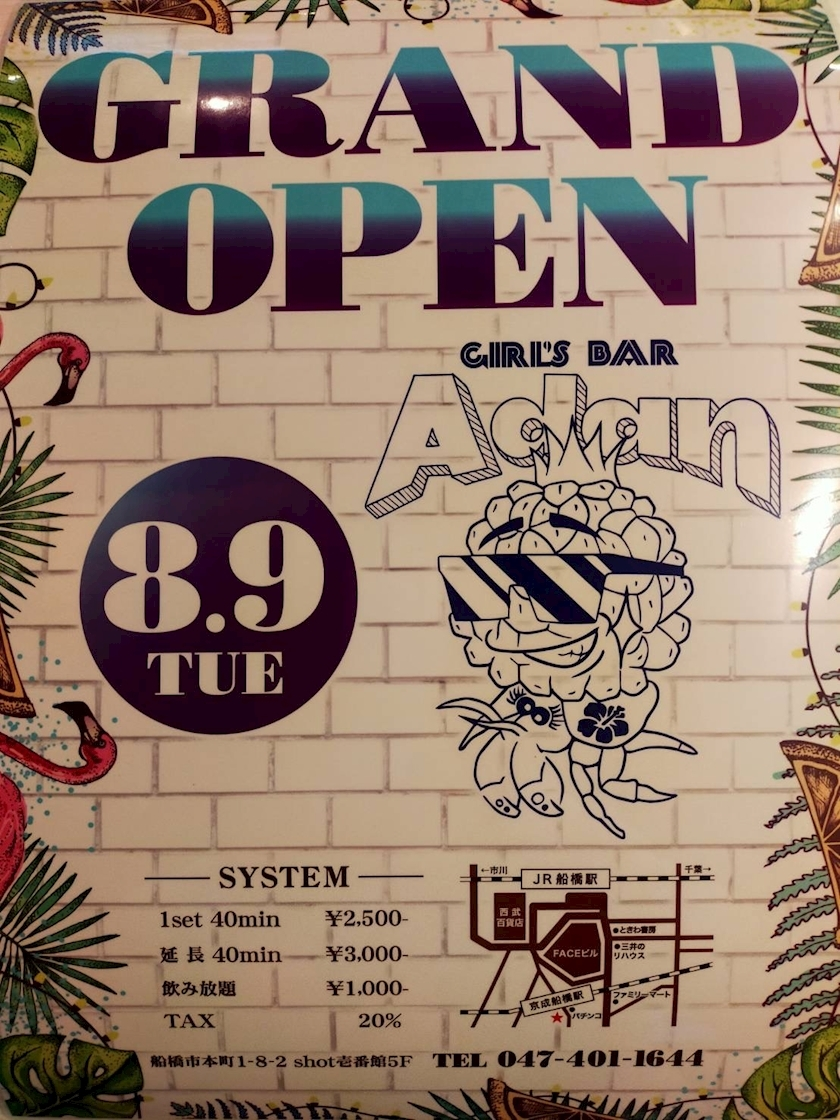 GRAND
OPEN
GIRL'S BAR
Adan
8.9
TUE
SYSTEM
1set 40min ¥2,500-
延長 40min ¥3,000-
飲み放題 ¥1,000-
TAX 20%
←市川
千葉→
JR船橋駅
西武
百貨店
FACEビル
●ときわ書房
●三井の
リハウス
京成船橋駅
ファミリーマート
★
●パチンコ
船橋市本町1-8-2 shot壱番館5F TEL 047-401-1644